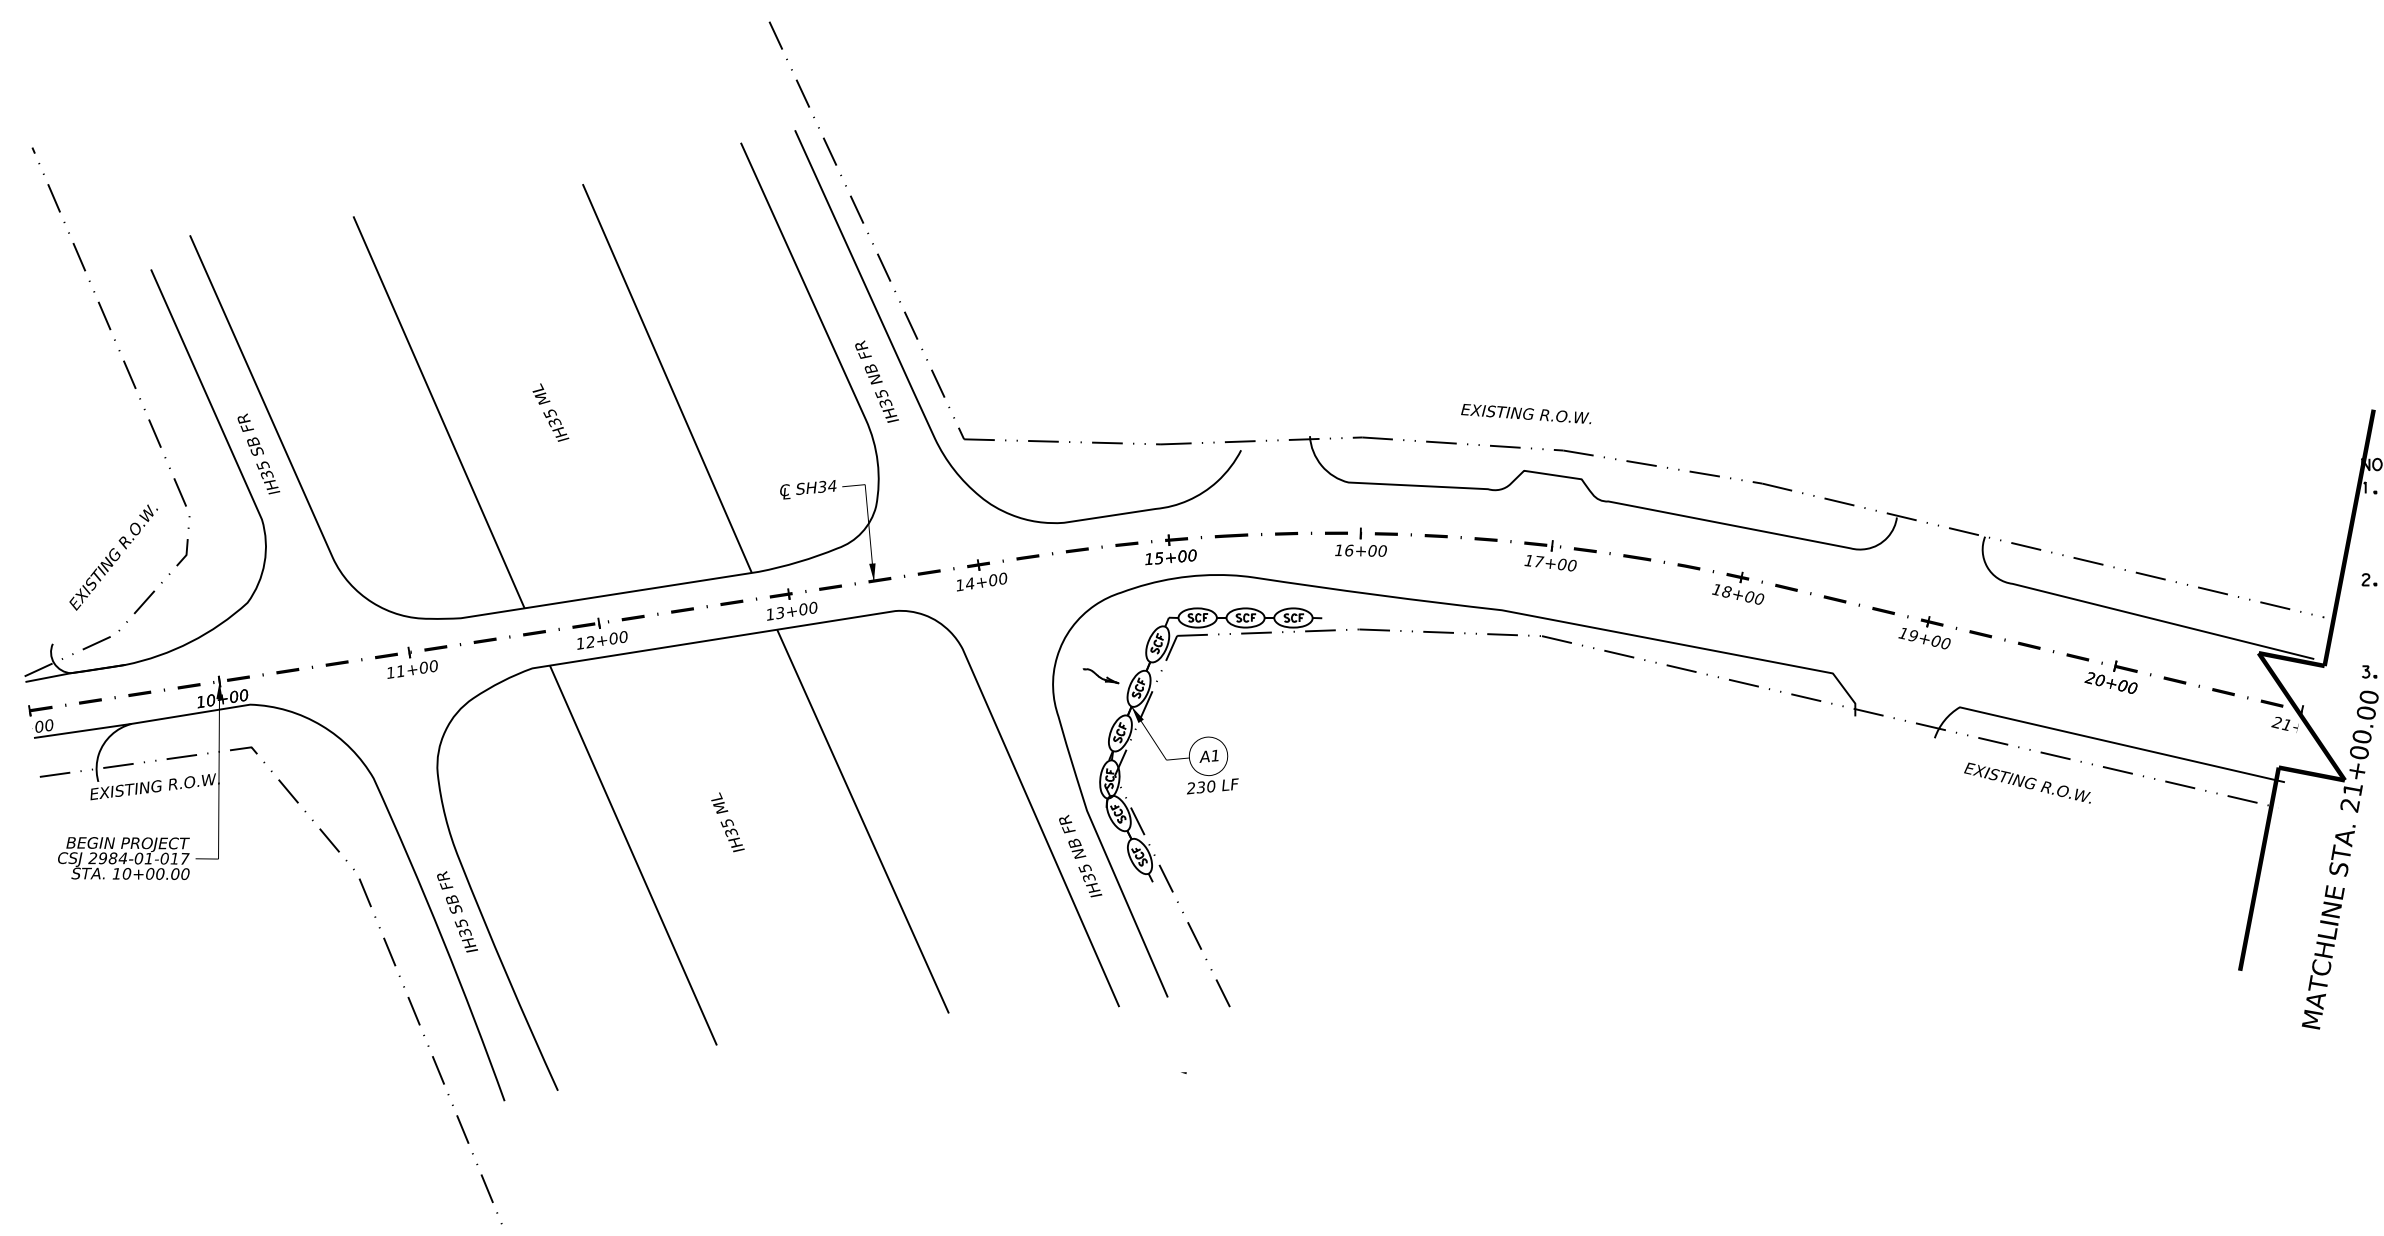 EXISTING R.O.W.
NO
1.
2.
3.
IH35 NB FR
IH35 ML
IH35 SB FR
℄ SH34
EXISTING R.O.W.
00
10+00
11+00
12+00
13+00
14+00
15+00
16+00
17+00
18+00
19+00
20+00
21+
SCF
SCF
SCF
SCF
SCF
SCF
SCF
SCF
SCF
A1
230 LF
EXISTING R.O.W.
EXISTING R.O.W.
BEGIN PROJECT
CSJ 2984-01-017
STA. 10+00.00
IH35 SB FR
IH35 ML
IH35 NB FR
MATCHLINE STA. 21+00.00